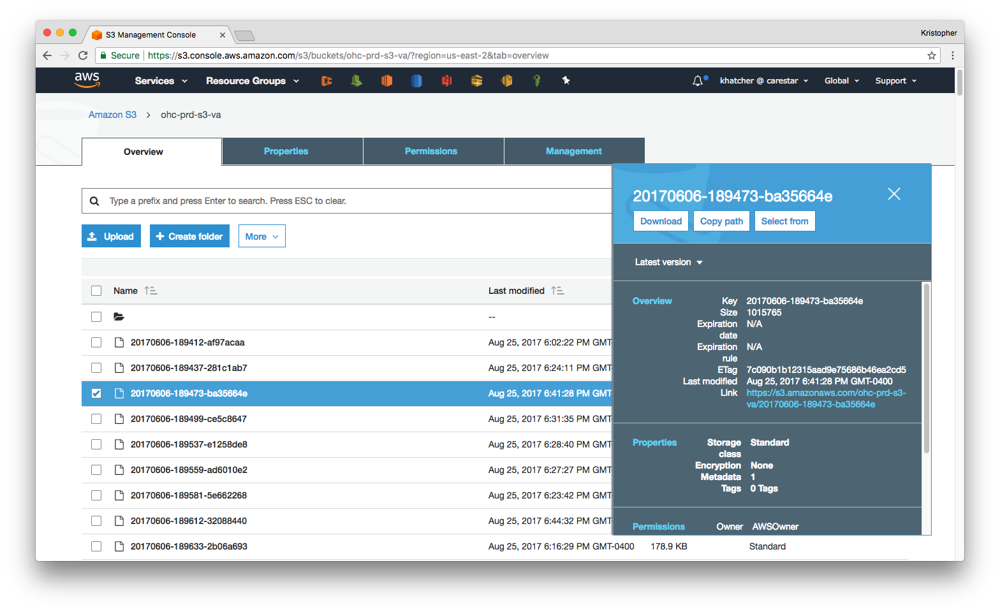 S3 Management Console
Kristopher
Secure https://s3.console.aws.amazon.com/s3/buckets/ohc-prd-s3-va/?region=us-east-2&tab=overview
aws Services Resource Groups khatcher @ carestar Global Support
Amazon S3 > ohc-prd-s3-va
Overview Properties Permissions Management
Type a prefix and press Enter to search. Press ESC to clear.
Upload + Create folder More
Name Last modified
--
20170606-189412-af97acaa Aug 25, 2017 6:02:22 PM GMT-
20170606-189437-281c1ab7 Aug 25, 2017 6:24:11 PM GMT-
20170606-189473-ba35664e Aug 25, 2017 6:41:28 PM GMT-
20170606-189499-ce5c8647 Aug 25, 2017 6:31:35 PM GMT-
20170606-189537-e1258de8 Aug 25, 2017 6:28:40 PM GMT-
20170606-189559-ad6010e2 Aug 25, 2017 6:27:27 PM GMT-
20170606-189581-5e662268 Aug 25, 2017 6:23:42 PM GMT-
20170606-189612-32088440 Aug 25, 2017 6:44:32 PM GMT-
20170606-189633-2b06a693 Aug 25, 2017 6:16:29 PM GMT-0400 178.9 KB Standard
20170606-189473-ba35664e
Download Copy path Select from
Latest version
Overview Key 20170606-189473-ba35664e
Size 1015765
Expiration N/A
date
Expiration N/A
rule
ETag 7c090b1b12315aad9e75686b46ea2cd5
Last modified Aug 25, 2017 6:41:28 PM GMT-0400
Link https://s3.amazonaws.com/ohc-prd-s3-
va/20170606-189473-ba35664e
Properties Storage Standard
class
Encryption None
Metadata 1
Tags 0 Tags
Permissions Owner AWSOwner